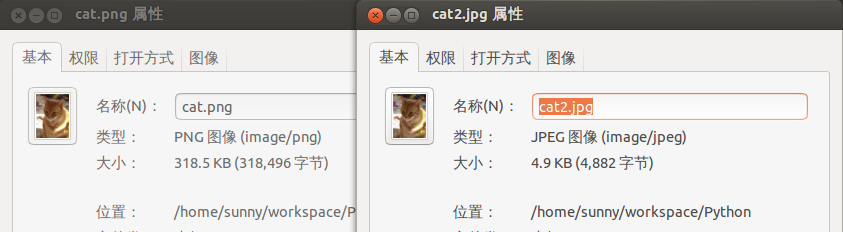 cat.png 属性
基本 权限 打开方式 图像
名称(N)： cat.png
类型： PNG 图像 (image/png)
大小： 318.5 KB (318,496 字节)
位置： /home/sunny/workspace/P
cat2.jpg 属性
基本 权限 打开方式 图像
名称(N)： cat2.jpg
类型： JPEG 图像 (image/jpeg)
大小： 4.9 KB (4,882 字节)
位置： /home/sunny/workspace/Python